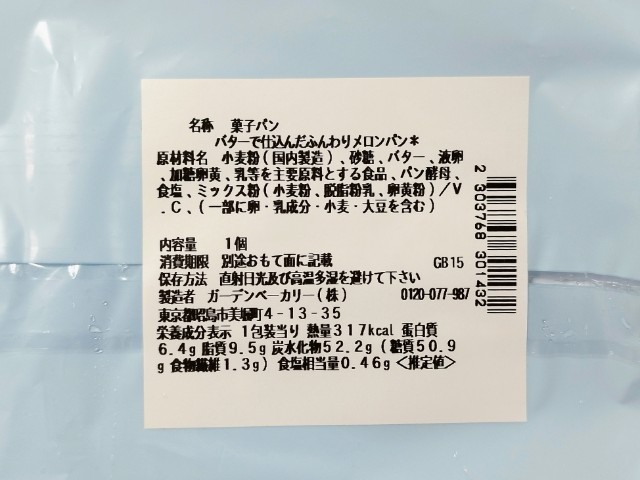 名称　菓子パン
バターで仕込んだふんわりメロンパン＊
原材料名　小麦粉(国内製造)、砂糖、バター、液卵
、加糖卵黄、乳等を主要原料とする食品、パン酵母、
食塩、ミックス粉(小麦粉、脱脂粉乳、卵黄粉)／V
.C、(一部に卵・乳成分・小麦・大豆を含む)
内容量　1個
消費期限　別途おもて面に記載　GB15
保存方法　直射日光及び高温多湿を避けて下さい
製造者　ガーデンベーカリー(株)　0120-077-987
東京都昭島市美堀町4-13-35
栄養成分表示　1包装当り　熱量317kcal　蛋白質
6.4g 脂質9.5g 炭水化物52.2g (糖質50.9
g 食物繊維1.3g)　食塩相当量0.46g＜推定値＞
2 303768 301432